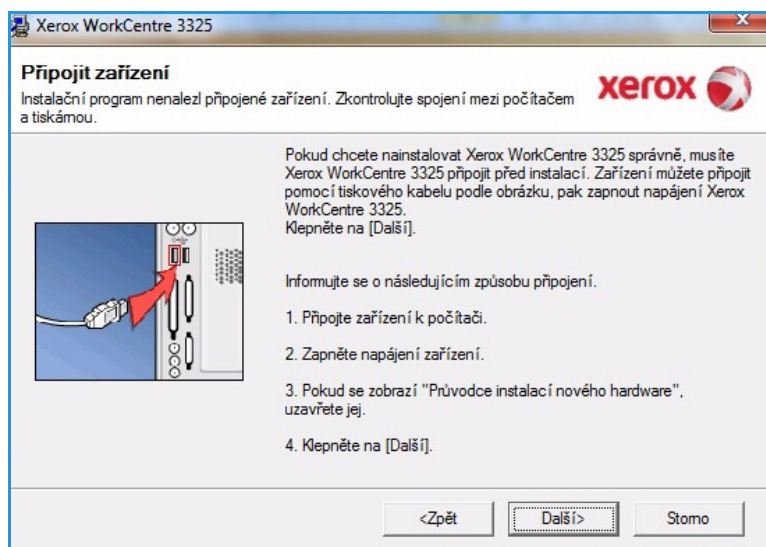 Xerox WorkCentre 3325
Připojit zařízení
Instalační program nenalezl připojené zařízení. Zkontrolujte spojení mezi počítačem
a tiskárnou.
xerox
Pokud chcete nainstalovat Xerox WorkCentre 3325 správně, musíte
Xerox WorkCentre 3325 připojit před instalací. Zařízení můžete připojit
pomocí tiskového kabelu podle obrázku, pak zapnout napájení Xerox
WorkCentre 3325.
Klepněte na [Další].
Informujte se o následujícím způsobu připojení.
1. Připojte zařízení k počítači.
2. Zapněte napájení zařízení.
3. Pokud se zobrazí "Průvodce instalací nového hardware",
uzavřete jej.
4. Klepněte na [Další].
<Zpět
Další>
Storno